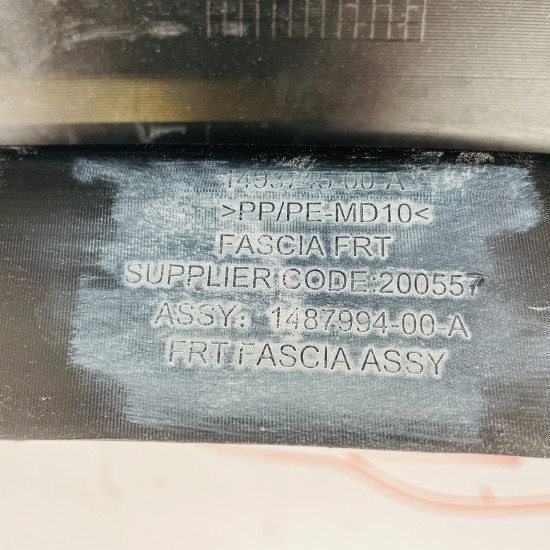 1493745-00-A
>PP/PE-MD10<
FASCIA FRT
SUPPLIER CODE:200557
ASSY: 1487994-00-A
FRT FASCIA ASSY